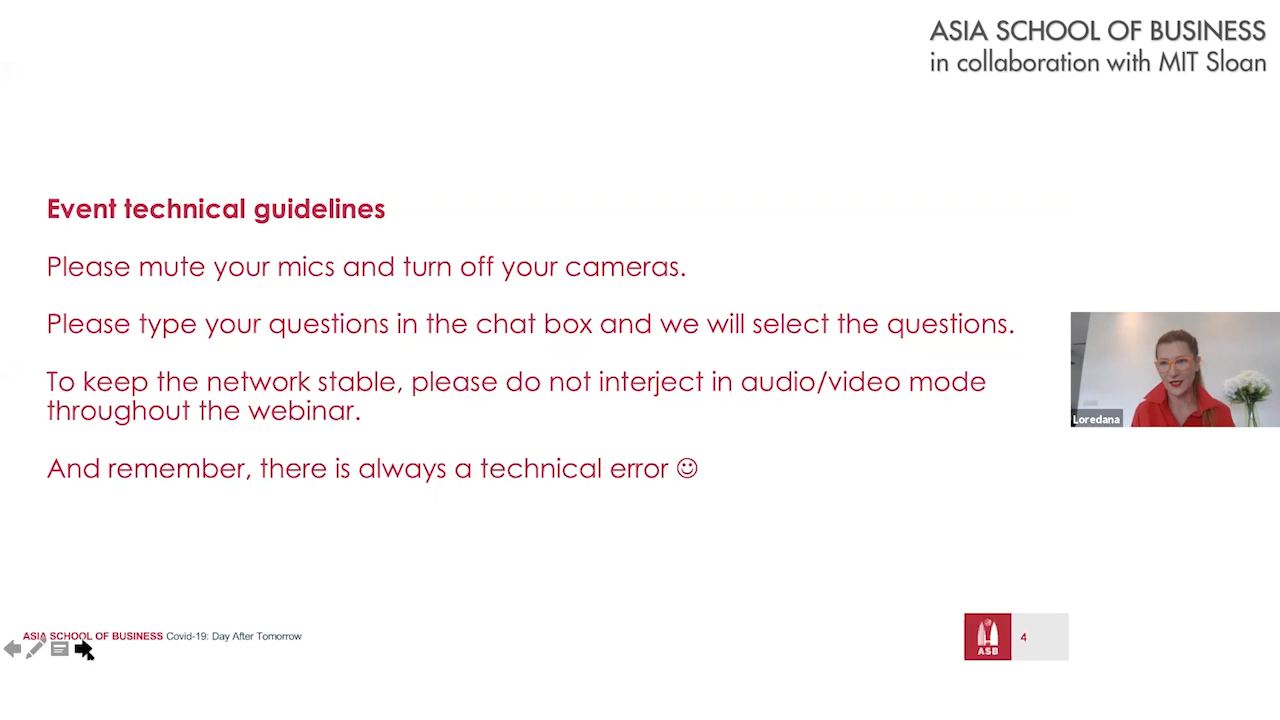 ASIA SCHOOL OF BUSINESS
in collaboration with MIT Sloan
Event technical guidelines
Please mute your mics and turn off your cameras.
Please type your questions in the chat box and we will select the questions.
To keep the network stable, please do not interject in audio/video mode
throughout the webinar.
And remember, there is always a technical error ☺
Loredana
ASIA SCHOOL OF BUSINESS Covid-19: Day After Tomorrow
ASB
4